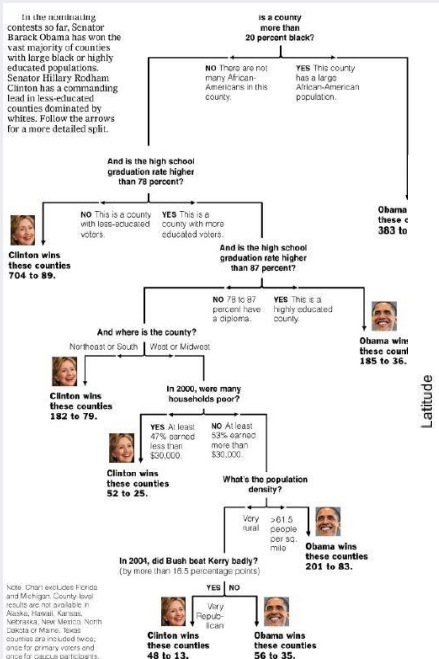 In the nominating
contests so far, Senator
Barack Obama has won the
vast majority of counties
with large black or highly
educated populations.
Senator Hillary Rodham
Clinton has a commanding
lead in less-educated
counties dominated by
whites. Follow the arrows
for a more detailed split.
Is a county
more than
20 percent black?
NO There are not
many African-
Americans in this
county.
YES This county
has a large
African-American
population.
And is the high school
graduation rate higher
than 78 percent?
Obama
these c
383 to
NO This is a county
with less-educated
voters.
YES This is a
county with more
educated voters.
Clinton wins
these counties
704 to 89.
And is the high school
graduation rate higher
than 87 percent?
NO 78 to 87
percent have
a diploma.
YES This is a
highly educated
county.
Obama wins
these count
185 to 36.
And where is the county?
Northeast or South
West or Midwest
Clinton wins
these counties
182 to 79.
In 2000, were many
households poor?
YES At least
47% earned
less than
$30,000.
NO At least
53% earned
more than
$30,000.
Clinton wins
these counties
52 to 25.
What's the population
density?
Very
rural
>61.5
people
per sq.
mile
Obama wins
these counties
201 to 83.
In 2004, did Bush beat Kerry badly?
(by more than 16.5 percentage points)
YES NO
Very
Repub-
lican
Clinton wins
these counties
48 to 13.
Obama wins
these counties
56 to 35.
Note: Chart excludes Florida
and Michigan. County-level
results are not available in
Alaska, Hawaii, Kansas,
Nebraska, New Mexico, North
Dakota or Maine. Texas
counties are included twice;
once for primary voters and
once for caucus participants.
Latitude